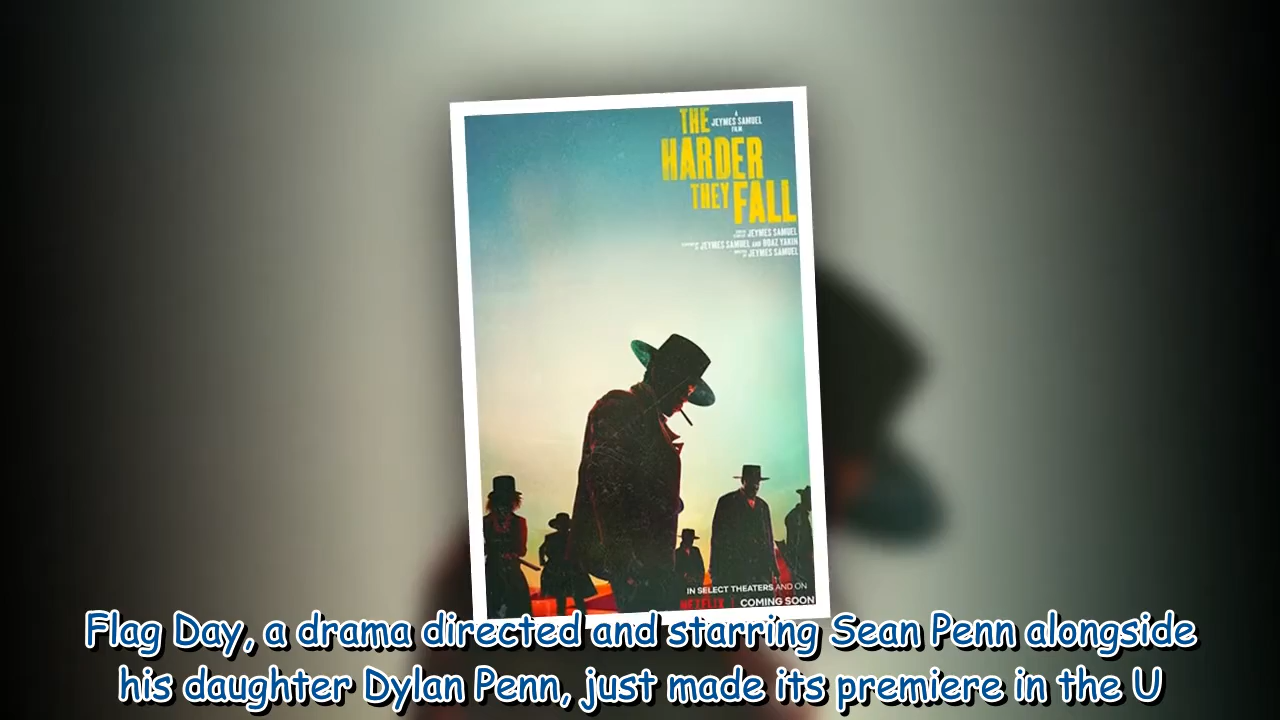 THE
A
JEYMES SAMUEL
FILM
HARDER
THEY FALL
JEYMES SAMUEL
JEYMES SAMUEL AND BOAZ YAKIN
JEYMES SAMUEL
IN SELECT THEATERS AND ON
NETFLIX | COMING SOON
Flag Day, a drama directed and starring Sean Penn alongside
his daughter Dylan Penn, just made its premiere in the U